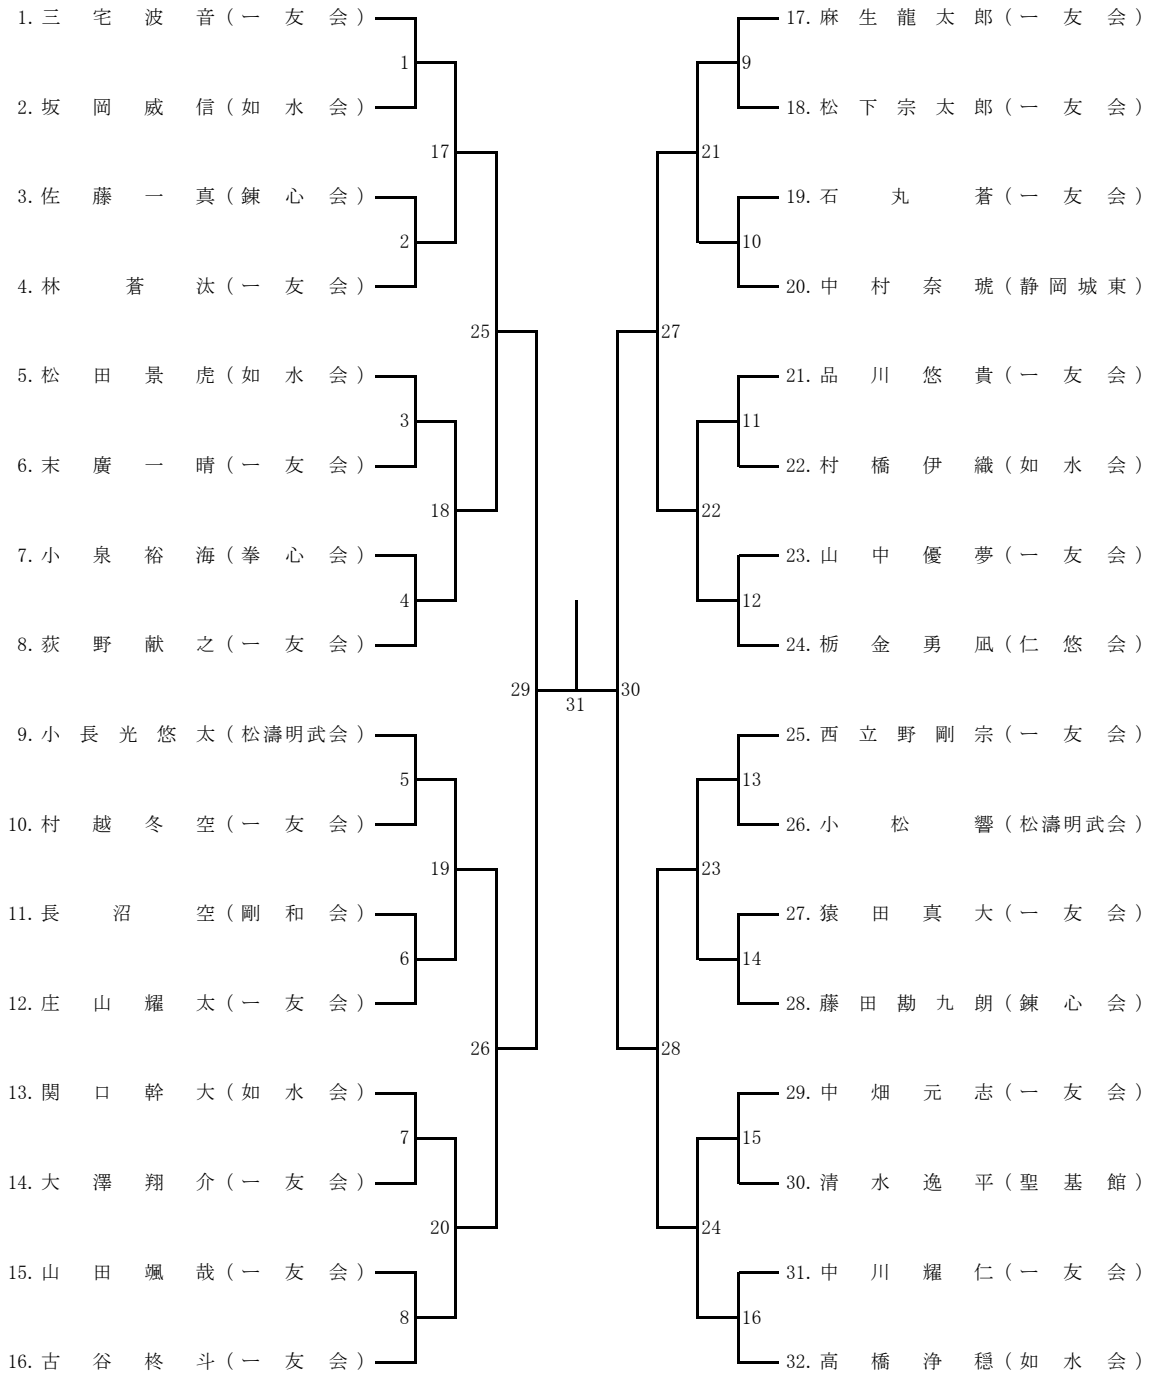 1. 三宅波音(一友会)
1
2. 坂岡威信(如水会)
17
3. 佐藤一真(錬心会)
2
4. 林蒼汰(一友会)
25
5. 松田景虎(如水会)
3
6. 末廣一晴(一友会)
18
7. 小泉裕海(拳心会)
4
8. 荻野献之(一友会)
29
9. 小長光悠太(松濤明武会)
5
10. 村越冬空(一友会)
19
11. 長沼空(剛和会)
6
12. 庄山耀太(一友会)
26
13. 関口幹大(如水会)
7
14. 大澤翔介(一友会)
20
15. 山田颯哉(一友会)
8
16. 古谷柊斗(一友会)
31
17. 麻生龍太郎(一友会)
9
18. 松下宗太郎(一友会)
21
19. 石丸蒼(一友会)
10
20. 中村奈琥(静岡城東)
27
21. 品川悠貴(一友会)
11
22. 村橋伊織(如水会)
22
23. 山中優夢(一友会)
12
24. 栃金勇凪(仁悠会)
30
25. 西立野剛宗(一友会)
13
26. 小松響(松濤明武会)
23
27. 猿田真大(一友会)
14
28. 藤田勘九朗(錬心会)
28
29. 中畑元志(一友会)
15
30. 清水逸平(聖基館)
24
31. 中川耀仁(一友会)
16
32. 高橋浄穏(如水会)